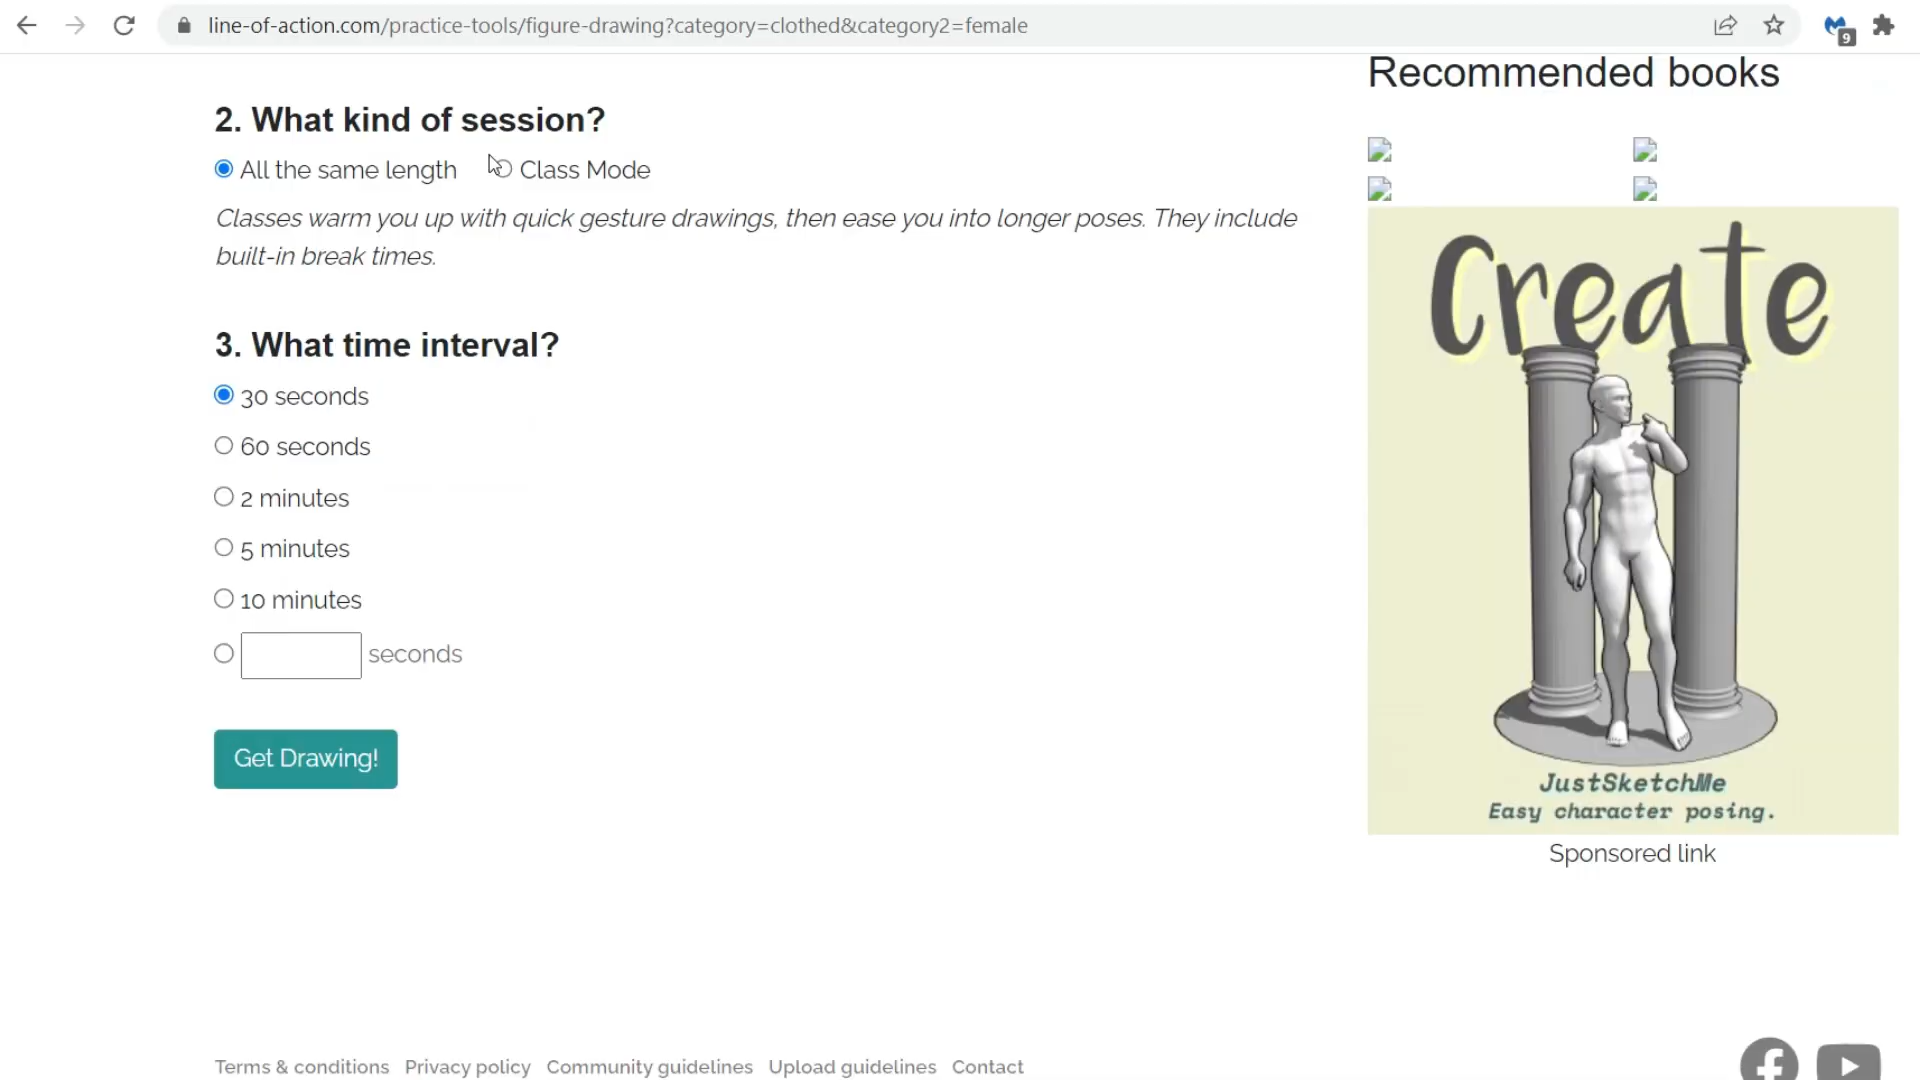 line-of-action.com/practice-tools/figure-drawing?category=clothed&category2=female
9
Recommended books
2. What kind of session?
All the same length
Class Mode
Classes warm you up with quick gesture drawings, then ease you into longer poses. They include
built-in break times.
3. What time interval?
30 seconds
60 seconds
2 minutes
5 minutes
10 minutes
seconds
Get Drawing!
Create
JustSketchMe
Easy character posing.
Sponsored link
Terms & conditions Privacy policy Community guidelines Upload guidelines Contact